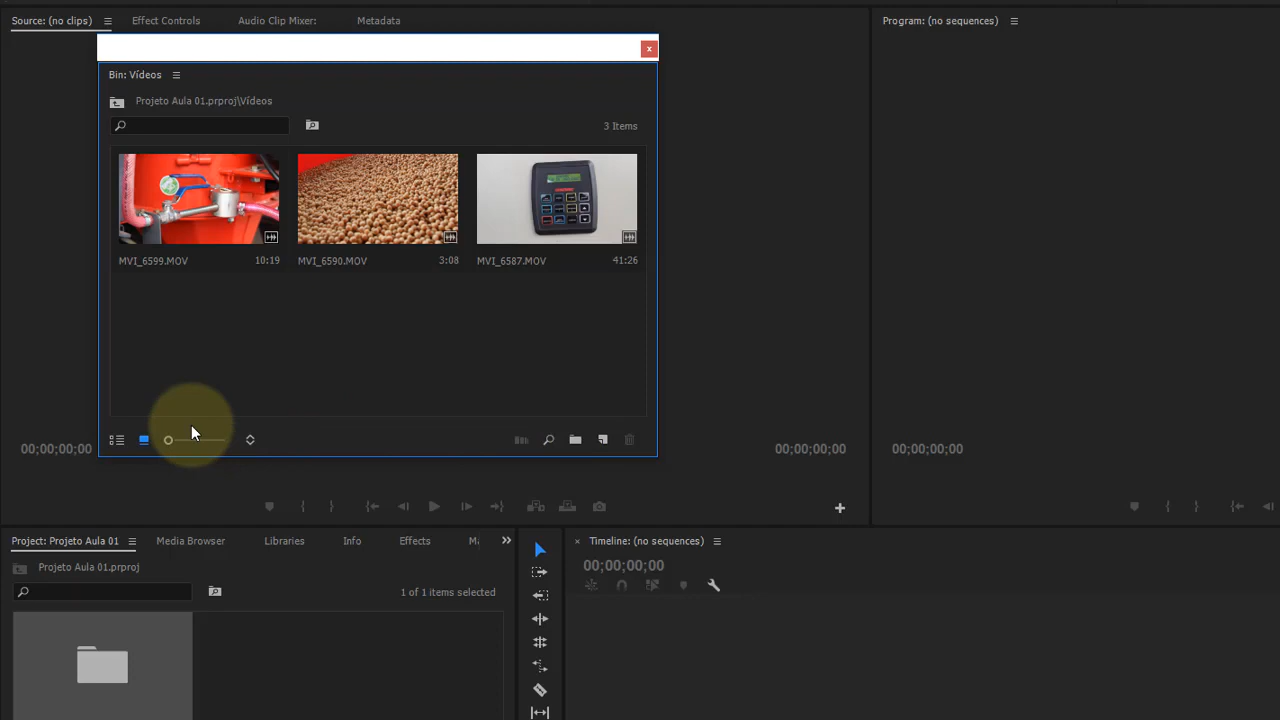 Source: (no clips)
Effect Controls
Audio Clip Mixer:
Metadata
Program: (no sequences)
Bin: Vídeos
Projeto Aula 01.prproj\Vídeos
3 Items
MVI_6599.MOV 10:19
MVI_6590.MOV 3:08
MVI_6587.MOV 41:26
00;00;00;00
00;00;00;00
00;00;00;00
Project: Projeto Aula 01
Media Browser
Libraries
Info
Effects
Ma
Timeline: (no sequences)
Projeto Aula 01.prproj
00;00;00;00
1 of 1 items selected